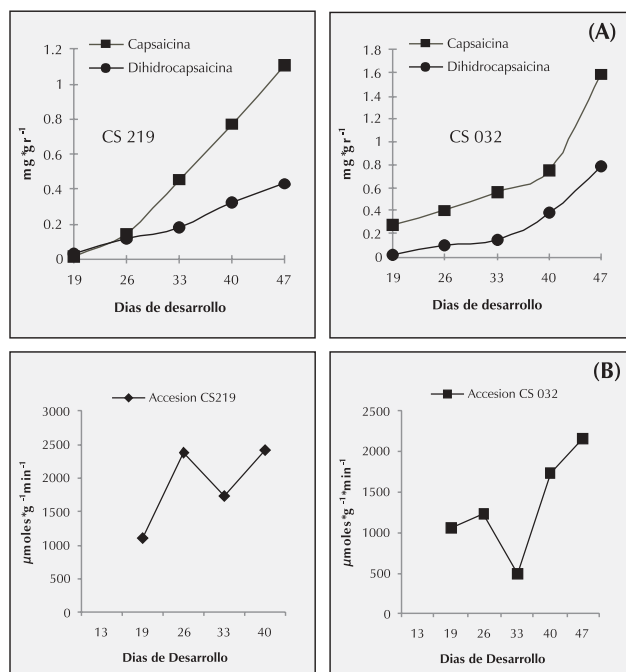 Capsaicina
Dihidrocapsaicina
CS 219
mg*gr-1
1.2
1
0.8
0.6
0.4
0.2
0
19 26 33 40 47
Dias de desarrollo
(A)
Capsaicina
Dihidrocapsaicina
CS 032
mg*gr-1
1.8
1.6
1.4
1.2
1
0.8
0.6
0.4
0.2
0
19 26 33 40 47
Dias de desarrollo
Accesion CS219
µmoles*g-1min-1
3000
2500
2000
1500
1000
500
0
13 19 26 33 40
Dias de Desarrollo
(B)
Accesion CS 032
µmoles*g-1*min-1
2500
2000
1500
1000
500
0
13 19 26 33 40 47
Dias de Desarrollo